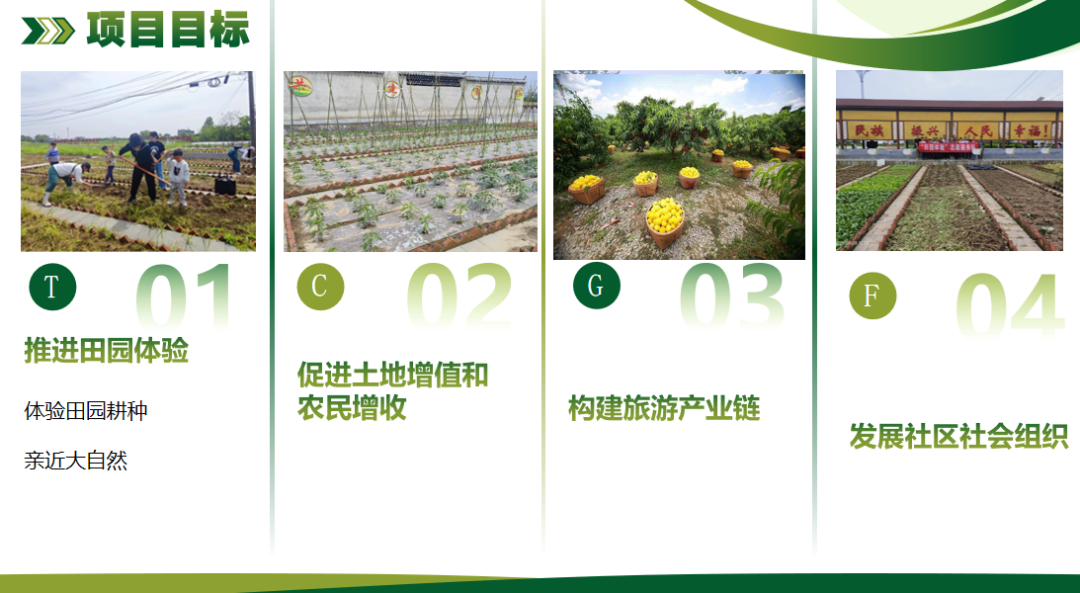 项目目标
民族 振兴 人民 幸福!
T
01
推进田园体验
体验田园耕种
亲近大自然
C
02
促进土地增值和
农民增收
G
03
构建旅游产业链
F
04
发展社区社会组织